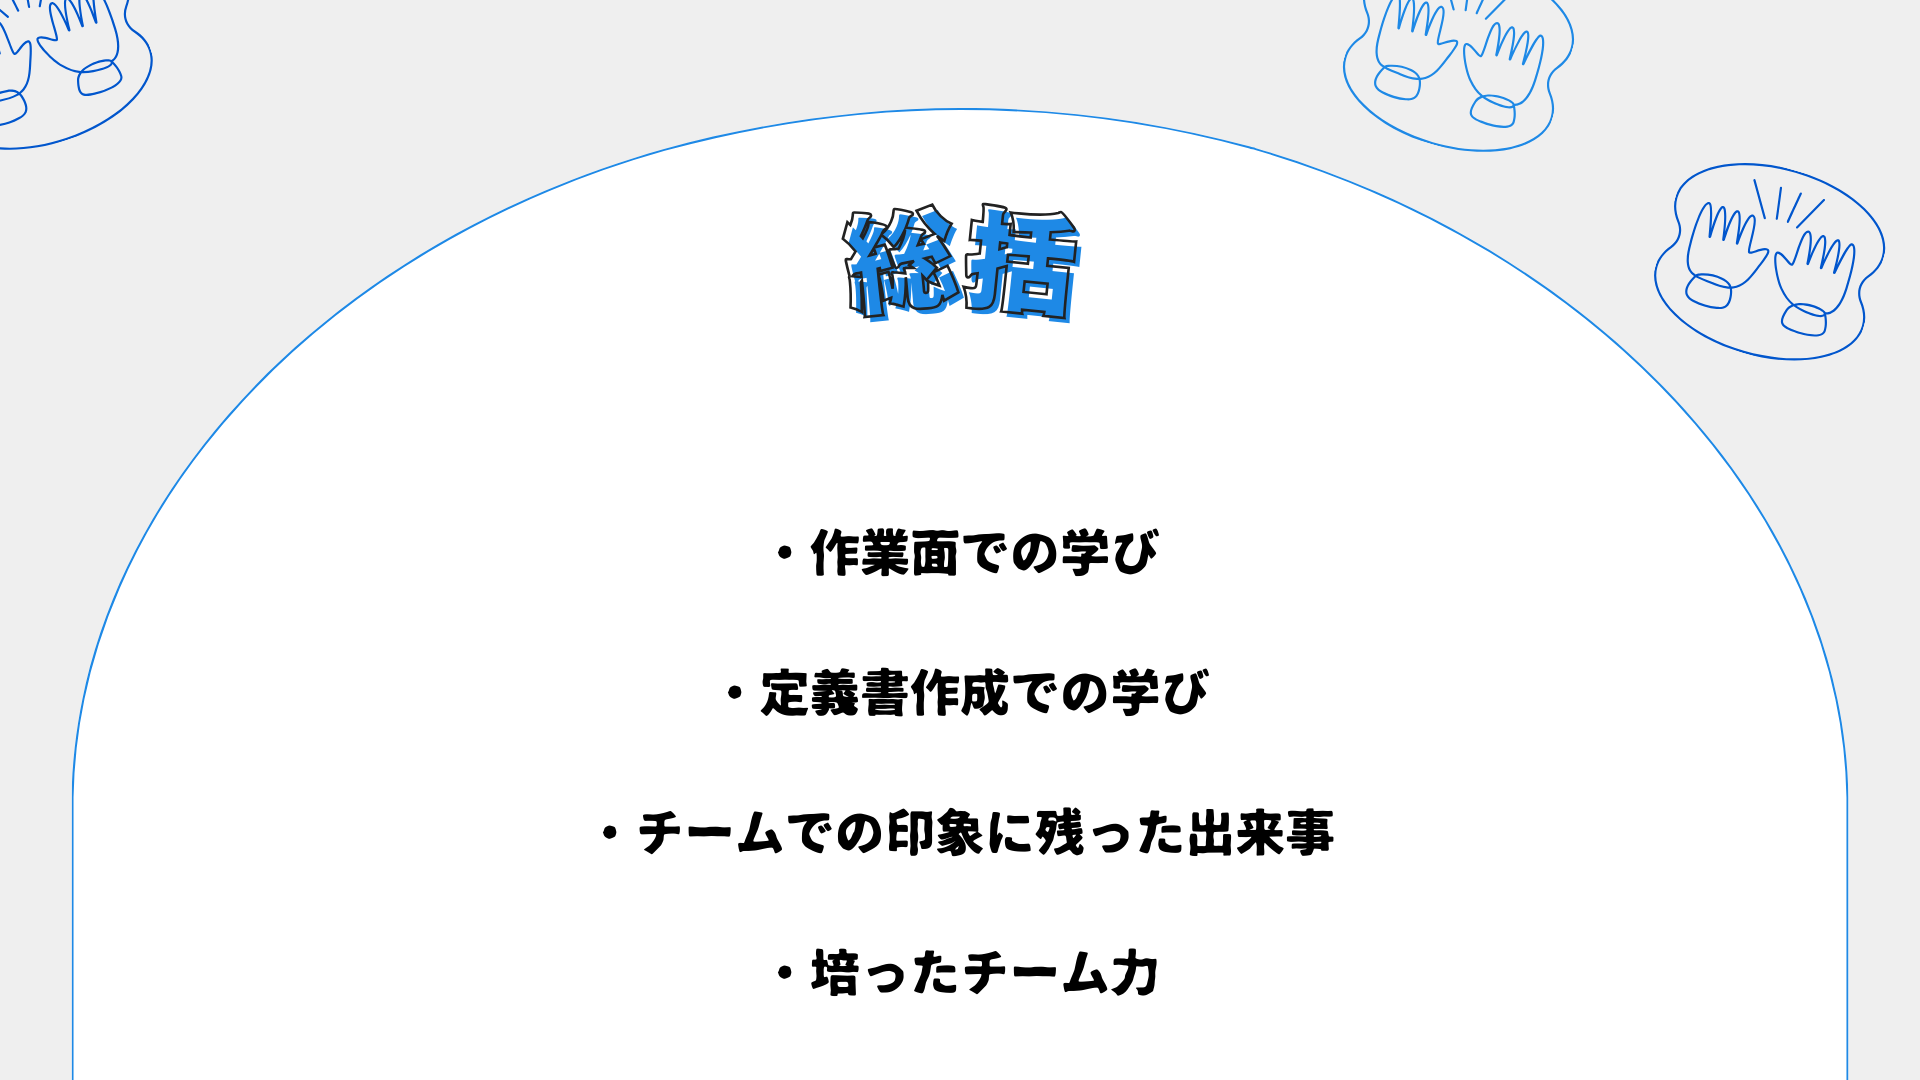 総括
・作業面での学び
・定義書作成での学び
・チームでの印象に残った出来事
・培ったチーム力